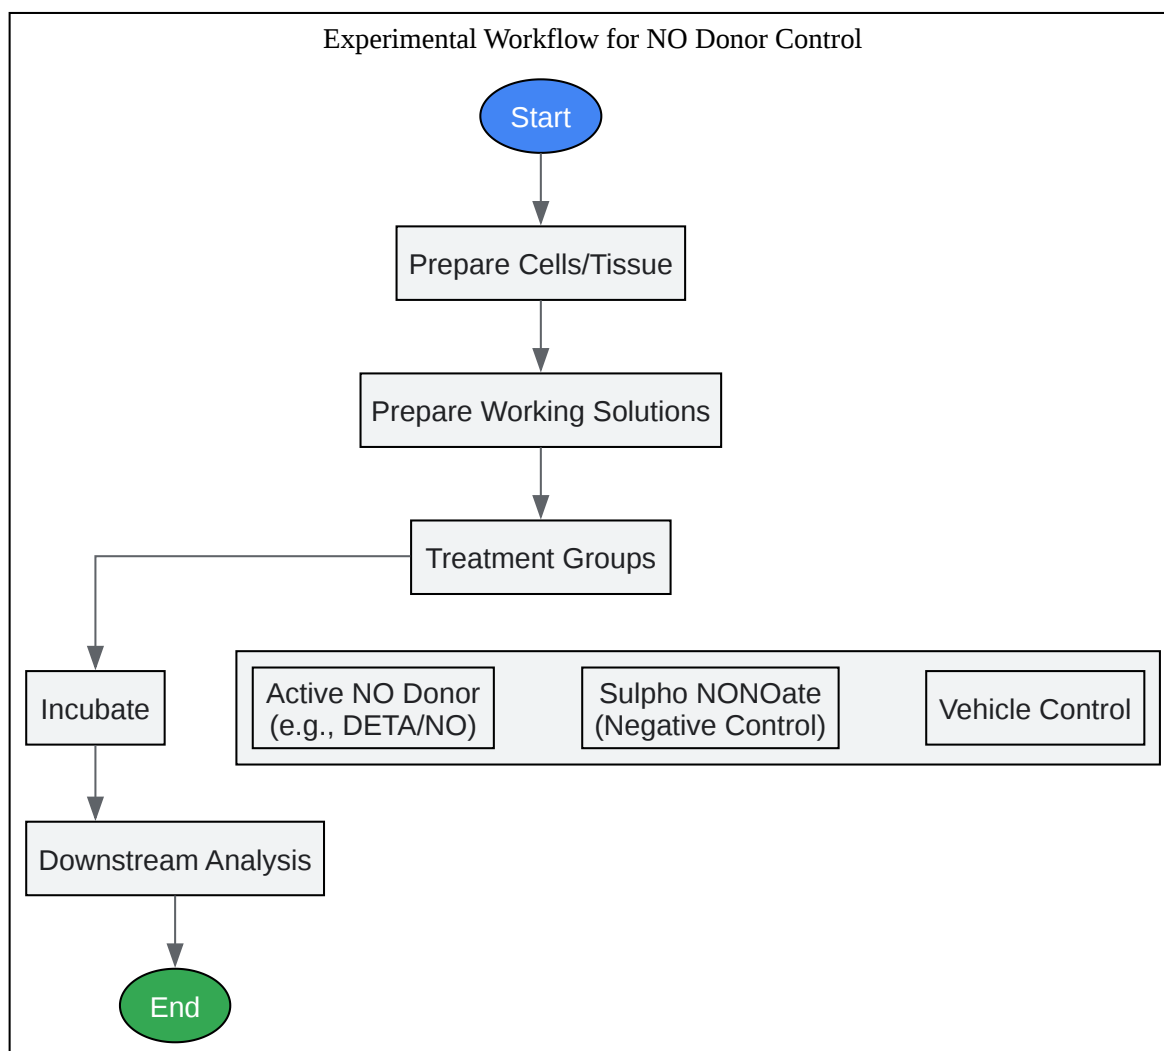 Experimental Workflow for NO Donor Control
Start
Prepare Cells/Tissue
Prepare Working Solutions
Treatment Groups
Incubate
Active NO Donor
(e.g., DETA/NO)
Sulpho NONOate
(Negative Control)
Vehicle Control
Downstream Analysis
End